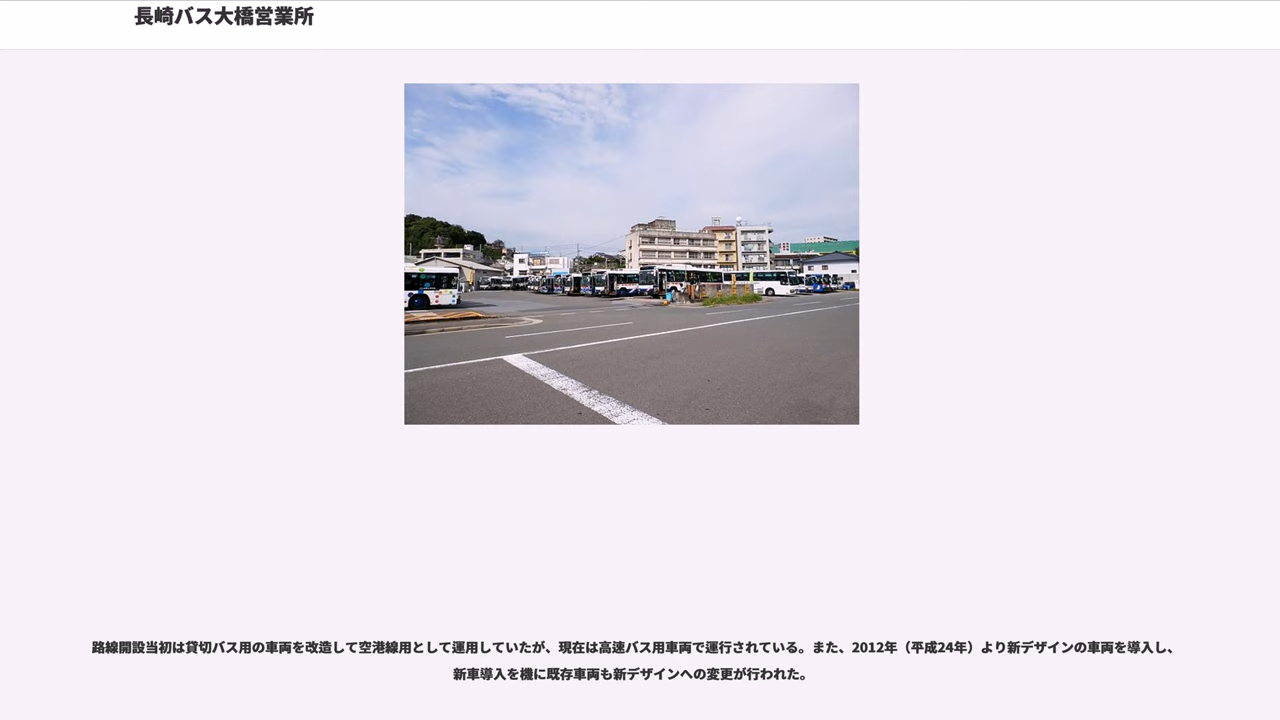 長崎バス大橋営業所
路線開設当初は貸切バス用の車両を改造して空港線用として運用していたが、現在は高速バス用車両で運行されている。また、2012年（平成24年）より新デザインの車両を導入し、
新車導入を機に既存車両も新デザインへの変更が行われた。